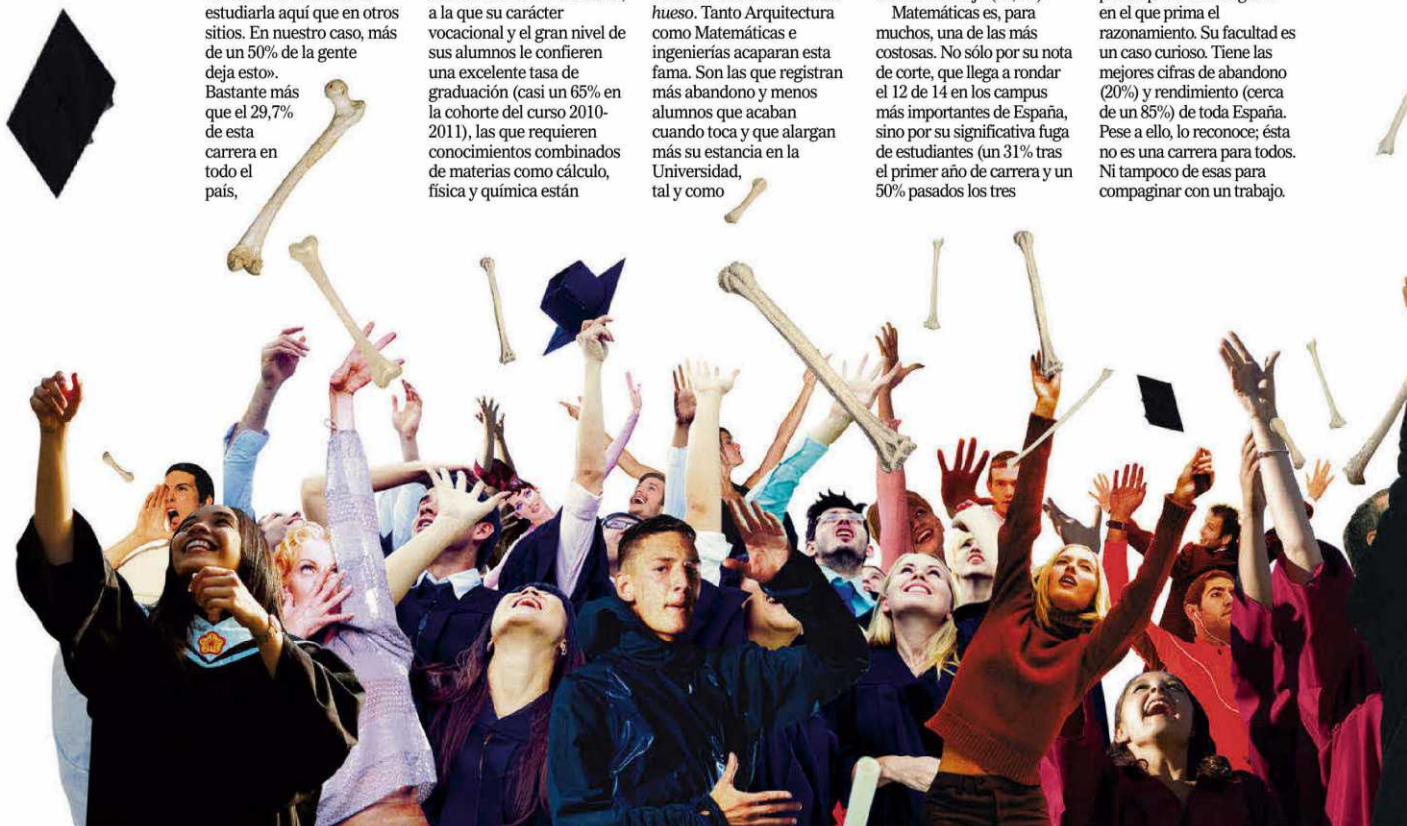 estudiarla aquí que en otros
sitios. En nuestro caso, más
de un 50% de la gente
deja esto».
Bastante más
que el 29,7%
de esta
carrera en
todo el
país,
a la que su carácter
vocacional y el gran nivel de
sus alumnos le confieren
una excelente tasa de
graduación (casi un 65% en
la cohorte del curso 2010-
2011), las que requieren
conocimientos combinados
de materias como cálculo,
física y química están
hueso. Tanto Arquitectura
como Matemáticas e
ingenierías acaparan esta
fama. Son las que registran
más abandono y menos
alumnos que acaban
cuando toca y que alargan
más su estancia en la
Universidad,
tal y como
Matemáticas es, para
muchos, una de las más
costosas. No sólo por su nota
de corte, que llega a rondar
el 12 de 14 en los campus
más importantes de España,
sino por su significativa fuga
de estudiantes (un 31% tras
el primer año de carrera y un
50% pasados los tres
en el que prima el
razonamiento. Su facultad es
un caso curioso. Tiene las
mejores cifras de abandono
(20%) y rendimiento (cerca
de un 85%) de toda España.
Pese a ello, lo reconoce; ésta
no es una carrera para todos.
Ni tampoco de esas para
compaginar con un trabajo.